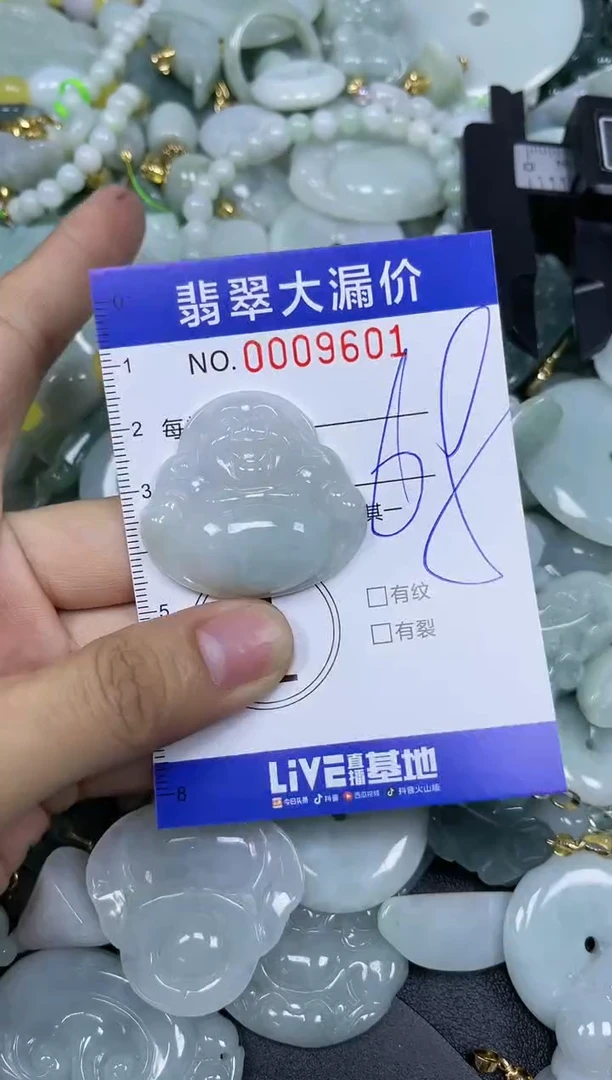 翡翠大漏价
NO.0009601
每
其一
68
□有纹
□有裂
LiVE直播基地
今日头条 抖音 西瓜视频 抖音火山版
0
1
2
3
5
8